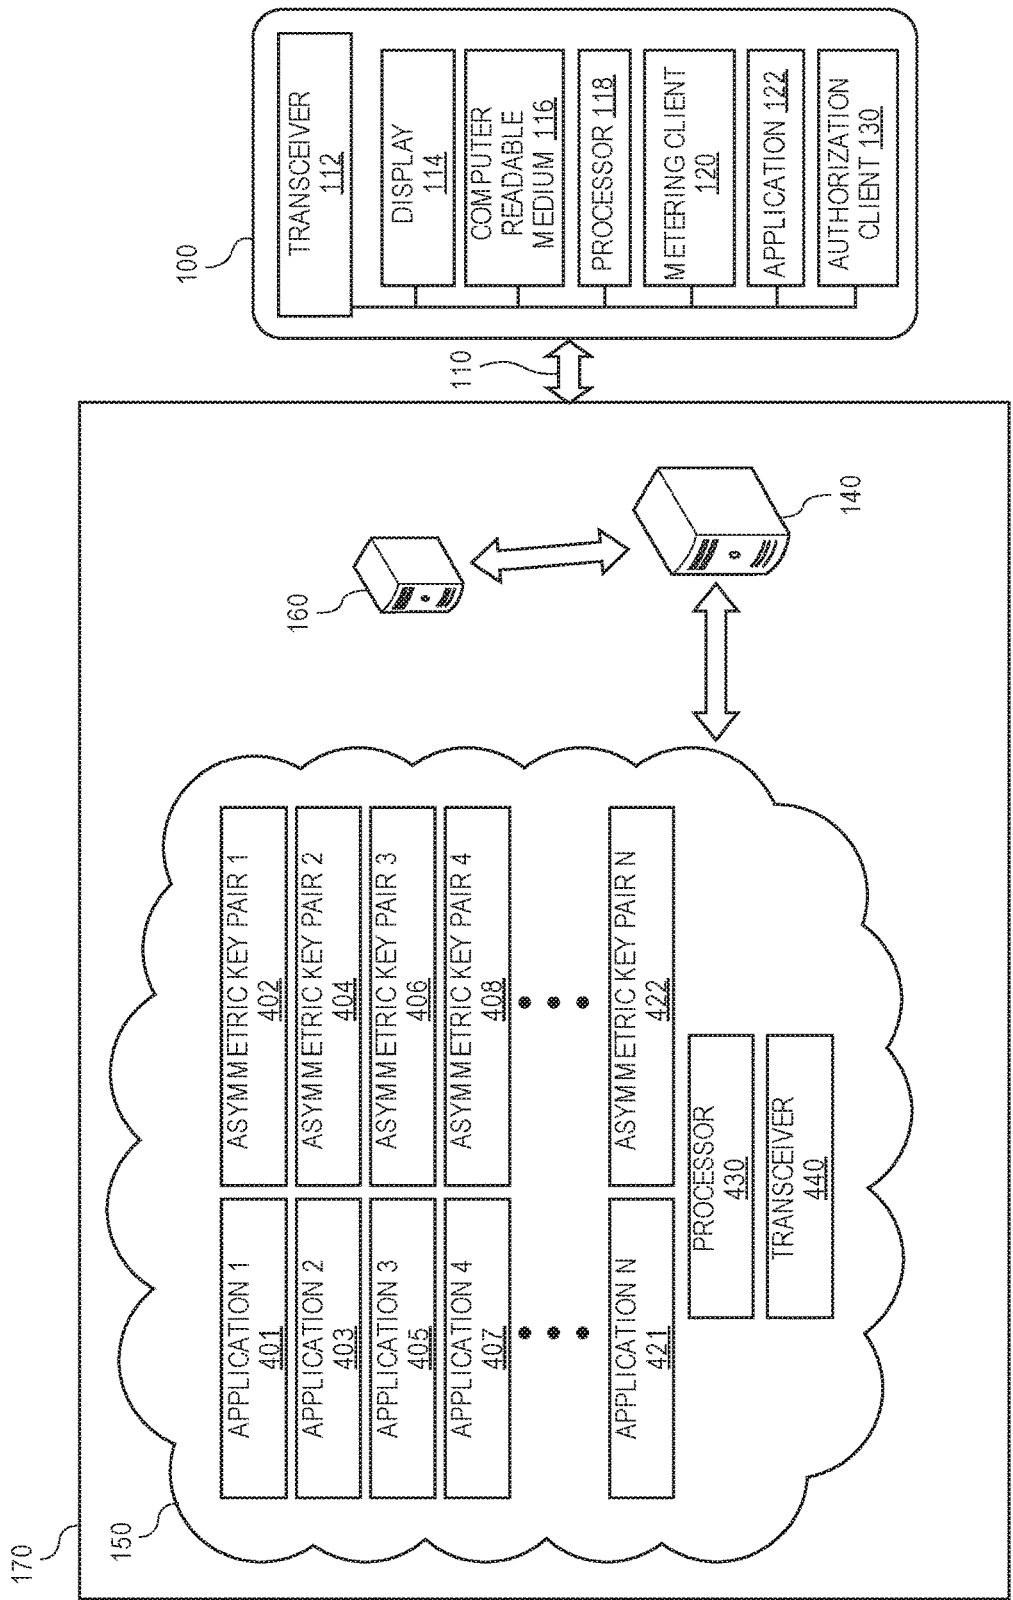 170
150
APPLICATION 1
401
ASYMMETRIC KEY PAIR 1
402
APPLICATION 2
403
ASYMMETRIC KEY PAIR 2
404
APPLICATION 3
405
ASYMMETRIC KEY PAIR 3
406
APPLICATION 4
407
ASYMMETRIC KEY PAIR 4
408
APPLICATION N
421
ASYMMETRIC KEY PAIR N
422
PROCESSOR
430
TRANSCEIVER
440
160
140
110
100
TRANSCEIVER
112
DISPLAY
114
COMPUTER
READABLE
MEDIUM 116
PROCESSOR 118
METERING CLIENT
120
APPLICATION 122
AUTHORIZATION
CLIENT 130